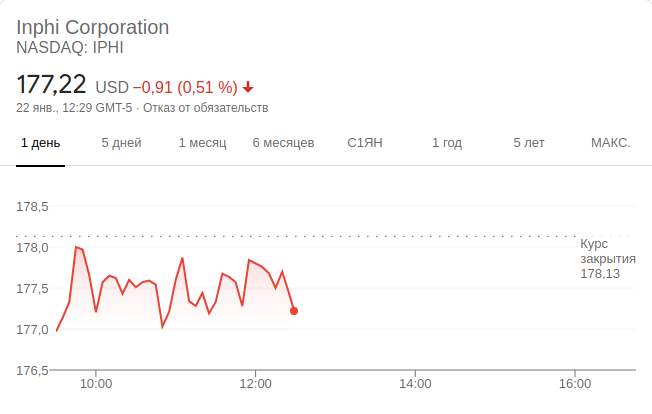 Inphi Corporation
NASDAQ: IPHI
177,22 USD −0,91 (0,51 %)
22 янв., 12:29 GMT-5 · Отказ от обязательств
1 день 5 дней 1 месяц 6 месяцев С1ЯН 1 год 5 лет МАКС.
178,5
178,0
177,5
177,0
176,5
Курс
закрытия
178,13
10:00 12:00 14:00 16:00